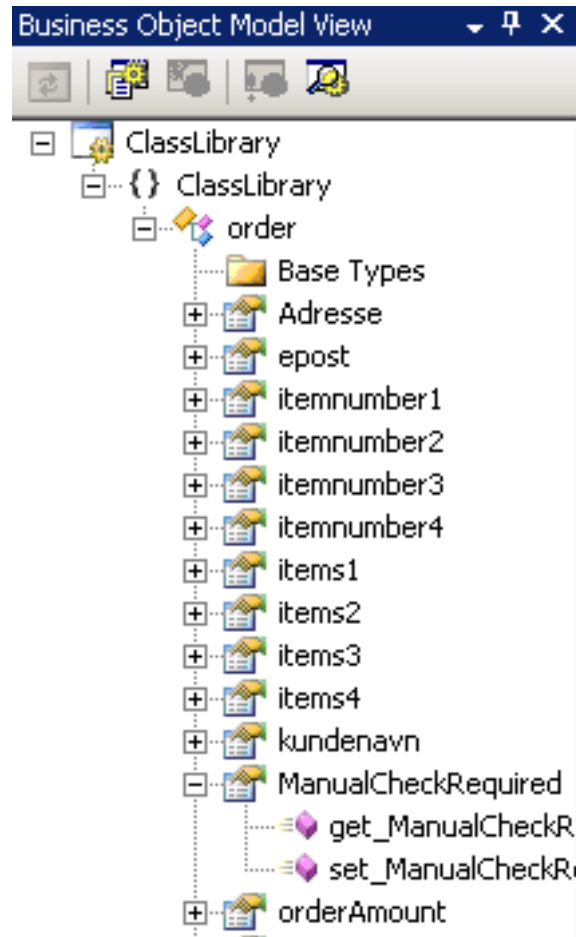 Business Object Model View
ClassLibrary
{} ClassLibrary
order
Base Types
Adresse
epost
itemnumber1
itemnumber2
itemnumber3
itemnumber4
items1
items2
items3
items4
kundenavn
ManualCheckRequired
get_ManualCheckR
set_ManualCheckR
orderAmount